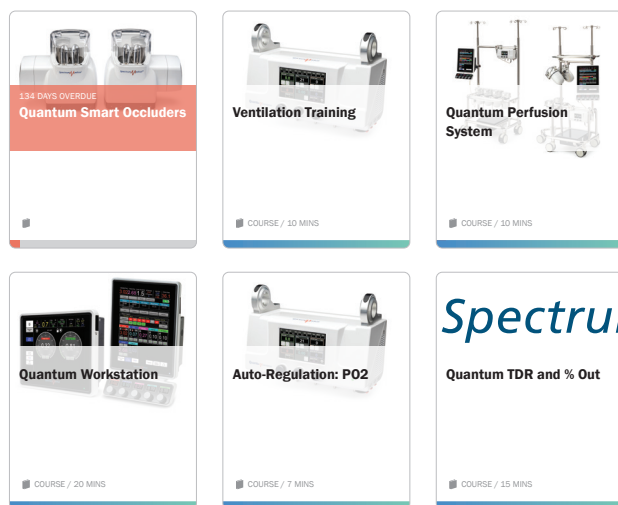 134 DAYS OVERDUE
Quantum Smart Occluders
Ventilation Training
Quantum Perfusion
System
COURSE / 10 MINS
COURSE / 10 MINS
Spectru
Quantum Workstation
Auto-Regulation: PO2
Quantum TDR and % Out
COURSE / 20 MINS
COURSE / 7 MINS
COURSE / 15 MINS